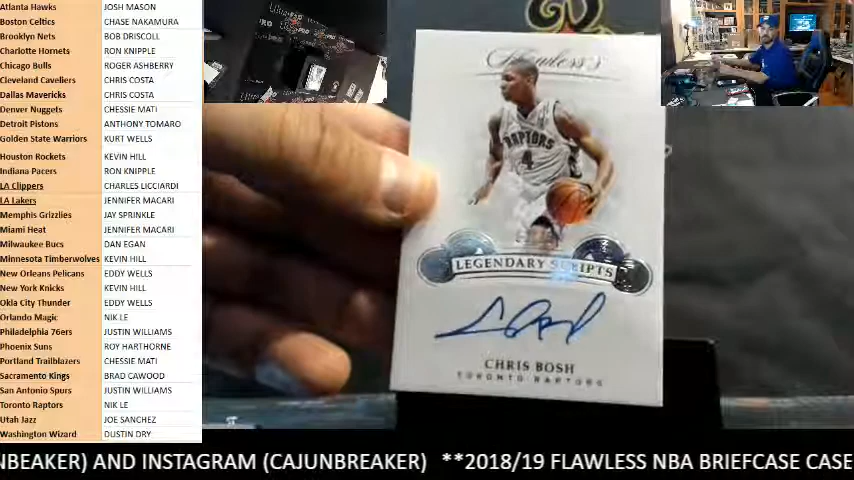 Atlanta Hawks JOSH MASON
Boston Celtics CHASE NAKAMURA
Brooklyn Nets BOB DRISCOLL
Charlotte Hornets RON KNIPPLE
Chicago Bulls ROGER ASHBERRY
Cleveland Caveliers CHRIS COSTA
Dallas Mavericks CHRIS COSTA
Denver Nuggets CHESSIE MATI
Detroit Pistons ANTHONY TOMARO
Golden State Warriors KURT WELLS
Houston Rockets KEVIN HILL
Indiana Pacers RON KNIPPLE
LA Clippers CHARLES LICCIARDI
LA Lakers JENNIFER MACARI
Memphis Grizzlies JAY SPRINKLE
Miami Heat JENNIFER MACARI
Milwaukee Bucs DAN EGAN
Minnesota Timberwolves KEVIN HILL
New Orleans Pelicans EDDY WELLS
New York Knicks KEVIN HILL
Okla City Thunder EDDY WELLS
Orlando Magic NIK LE
Philadelphia 76ers JUSTIN WILLIAMS
Phoenix Suns ROY HARTHORNE
Portland Trailblazers CHESSIE MATI
Sacramento Kings BRAD CAWOOD
San Antonio Spurs JUSTIN WILLIAMS
Toronto Raptors NIK LE
Utah Jazz JOE SANCHEZ
Washington Wizard DUSTIN DRY
Flawless
RAPTORS
4
LEGENDARY SCRIPTS
CHRIS BOSH
TORONTO RAPTORS
NBEAKER) AND INSTAGRAM (CAJUNBREAKER) **2018/19 FLAWLESS NBA BRIEFCASE CASE